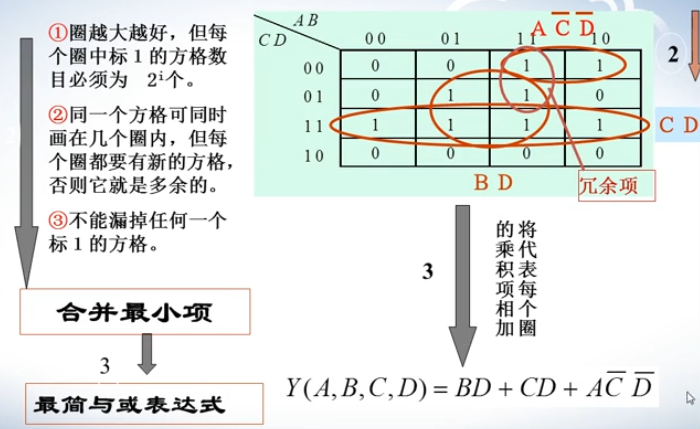 ①圈越大越好，但每
个圈中标１的方格数
目必须为 2ⁱ个。
②同一个方格可同时
画在几个圈内，但每
个圈都要有新的方格，
否则它就是多余的。
③不能漏掉任何一个
标１的方格。
合并最小项
3
最简与或表达式
A C̅ D̅
AB
CD
00 01 11 10
00 0 0 1 1
01 0 1 1 0
11 1 1 1 1
10 0 0 0 0
2
C D
B D
冗余项
3
将代表每个圈
的乘积项相加
Y(A,B,C,D) = BD + CD + AC̅ D̅